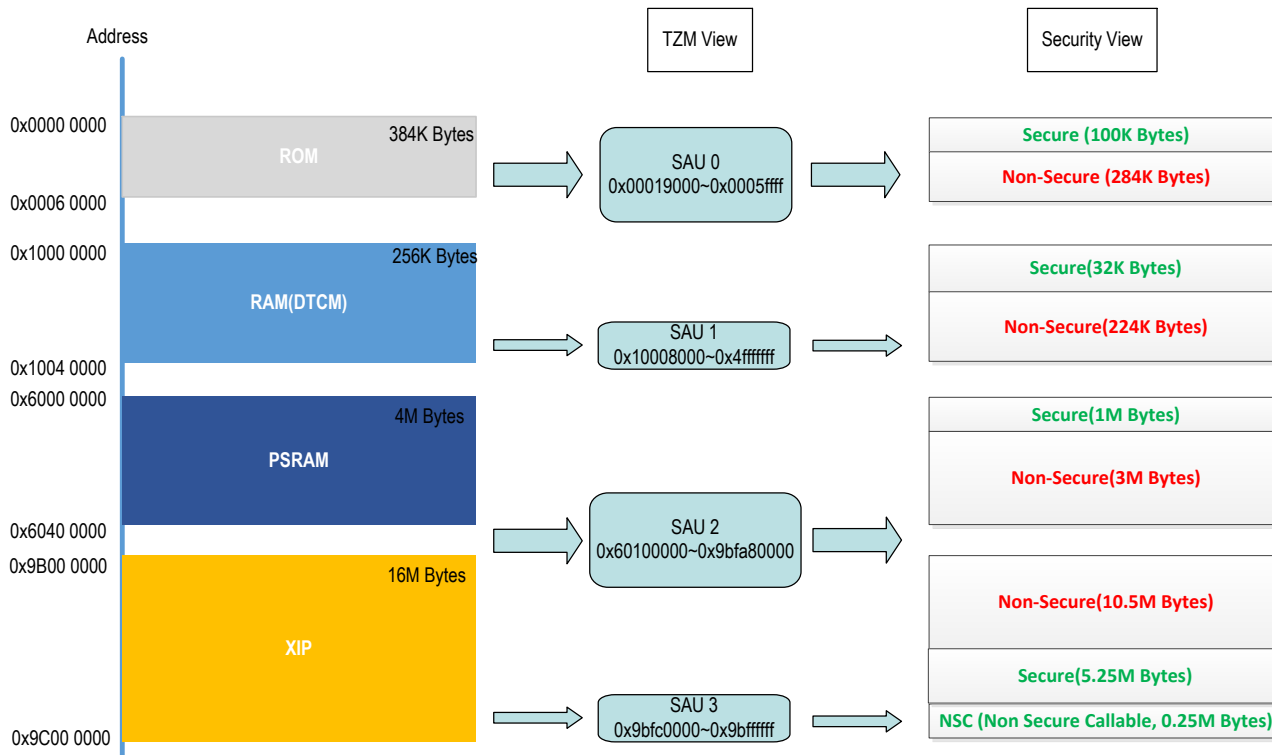 Address
TZM View
Security View
0x0000 0000
384K Bytes
ROM
0x0006 0000
SAU 0
0x00019000~0x0005ffff
Secure (100K Bytes)
Non-Secure (284K Bytes)
0x1000 0000
256K Bytes
RAM(DTCM)
0x1004 0000
SAU 1
0x10008000~0x4fffffff
Secure(32K Bytes)
Non-Secure(224K Bytes)
0x6000 0000
4M Bytes
PSRAM
0x6040 0000
SAU 2
0x60100000~0x9bfa80000
Secure(1M Bytes)
Non-Secure(3M Bytes)
0x9B00 0000
16M Bytes
XIP
0x9C00 0000
SAU 3
0x9bfc0000~0x9bffffff
Non-Secure(10.5M Bytes)
Secure(5.25M Bytes)
NSC (Non Secure Callable, 0.25M Bytes)